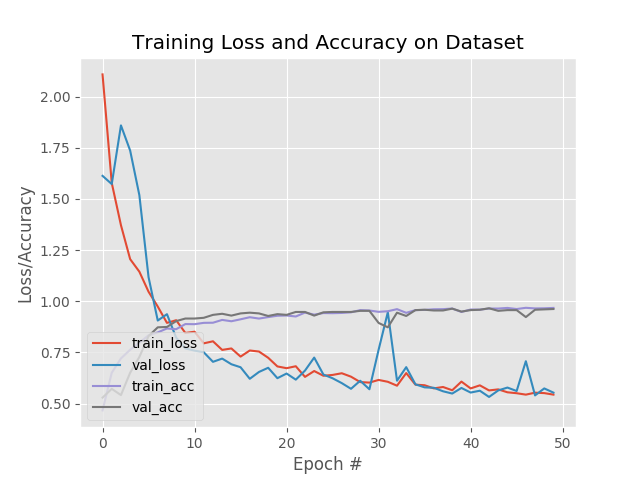 Training Loss and Accuracy on Dataset
Loss/Accuracy
2.00
1.75
1.50
1.25
1.00
0.75
0.50
train_loss
val_loss
train_acc
val_acc
0
10
20
30
40
50
Epoch #